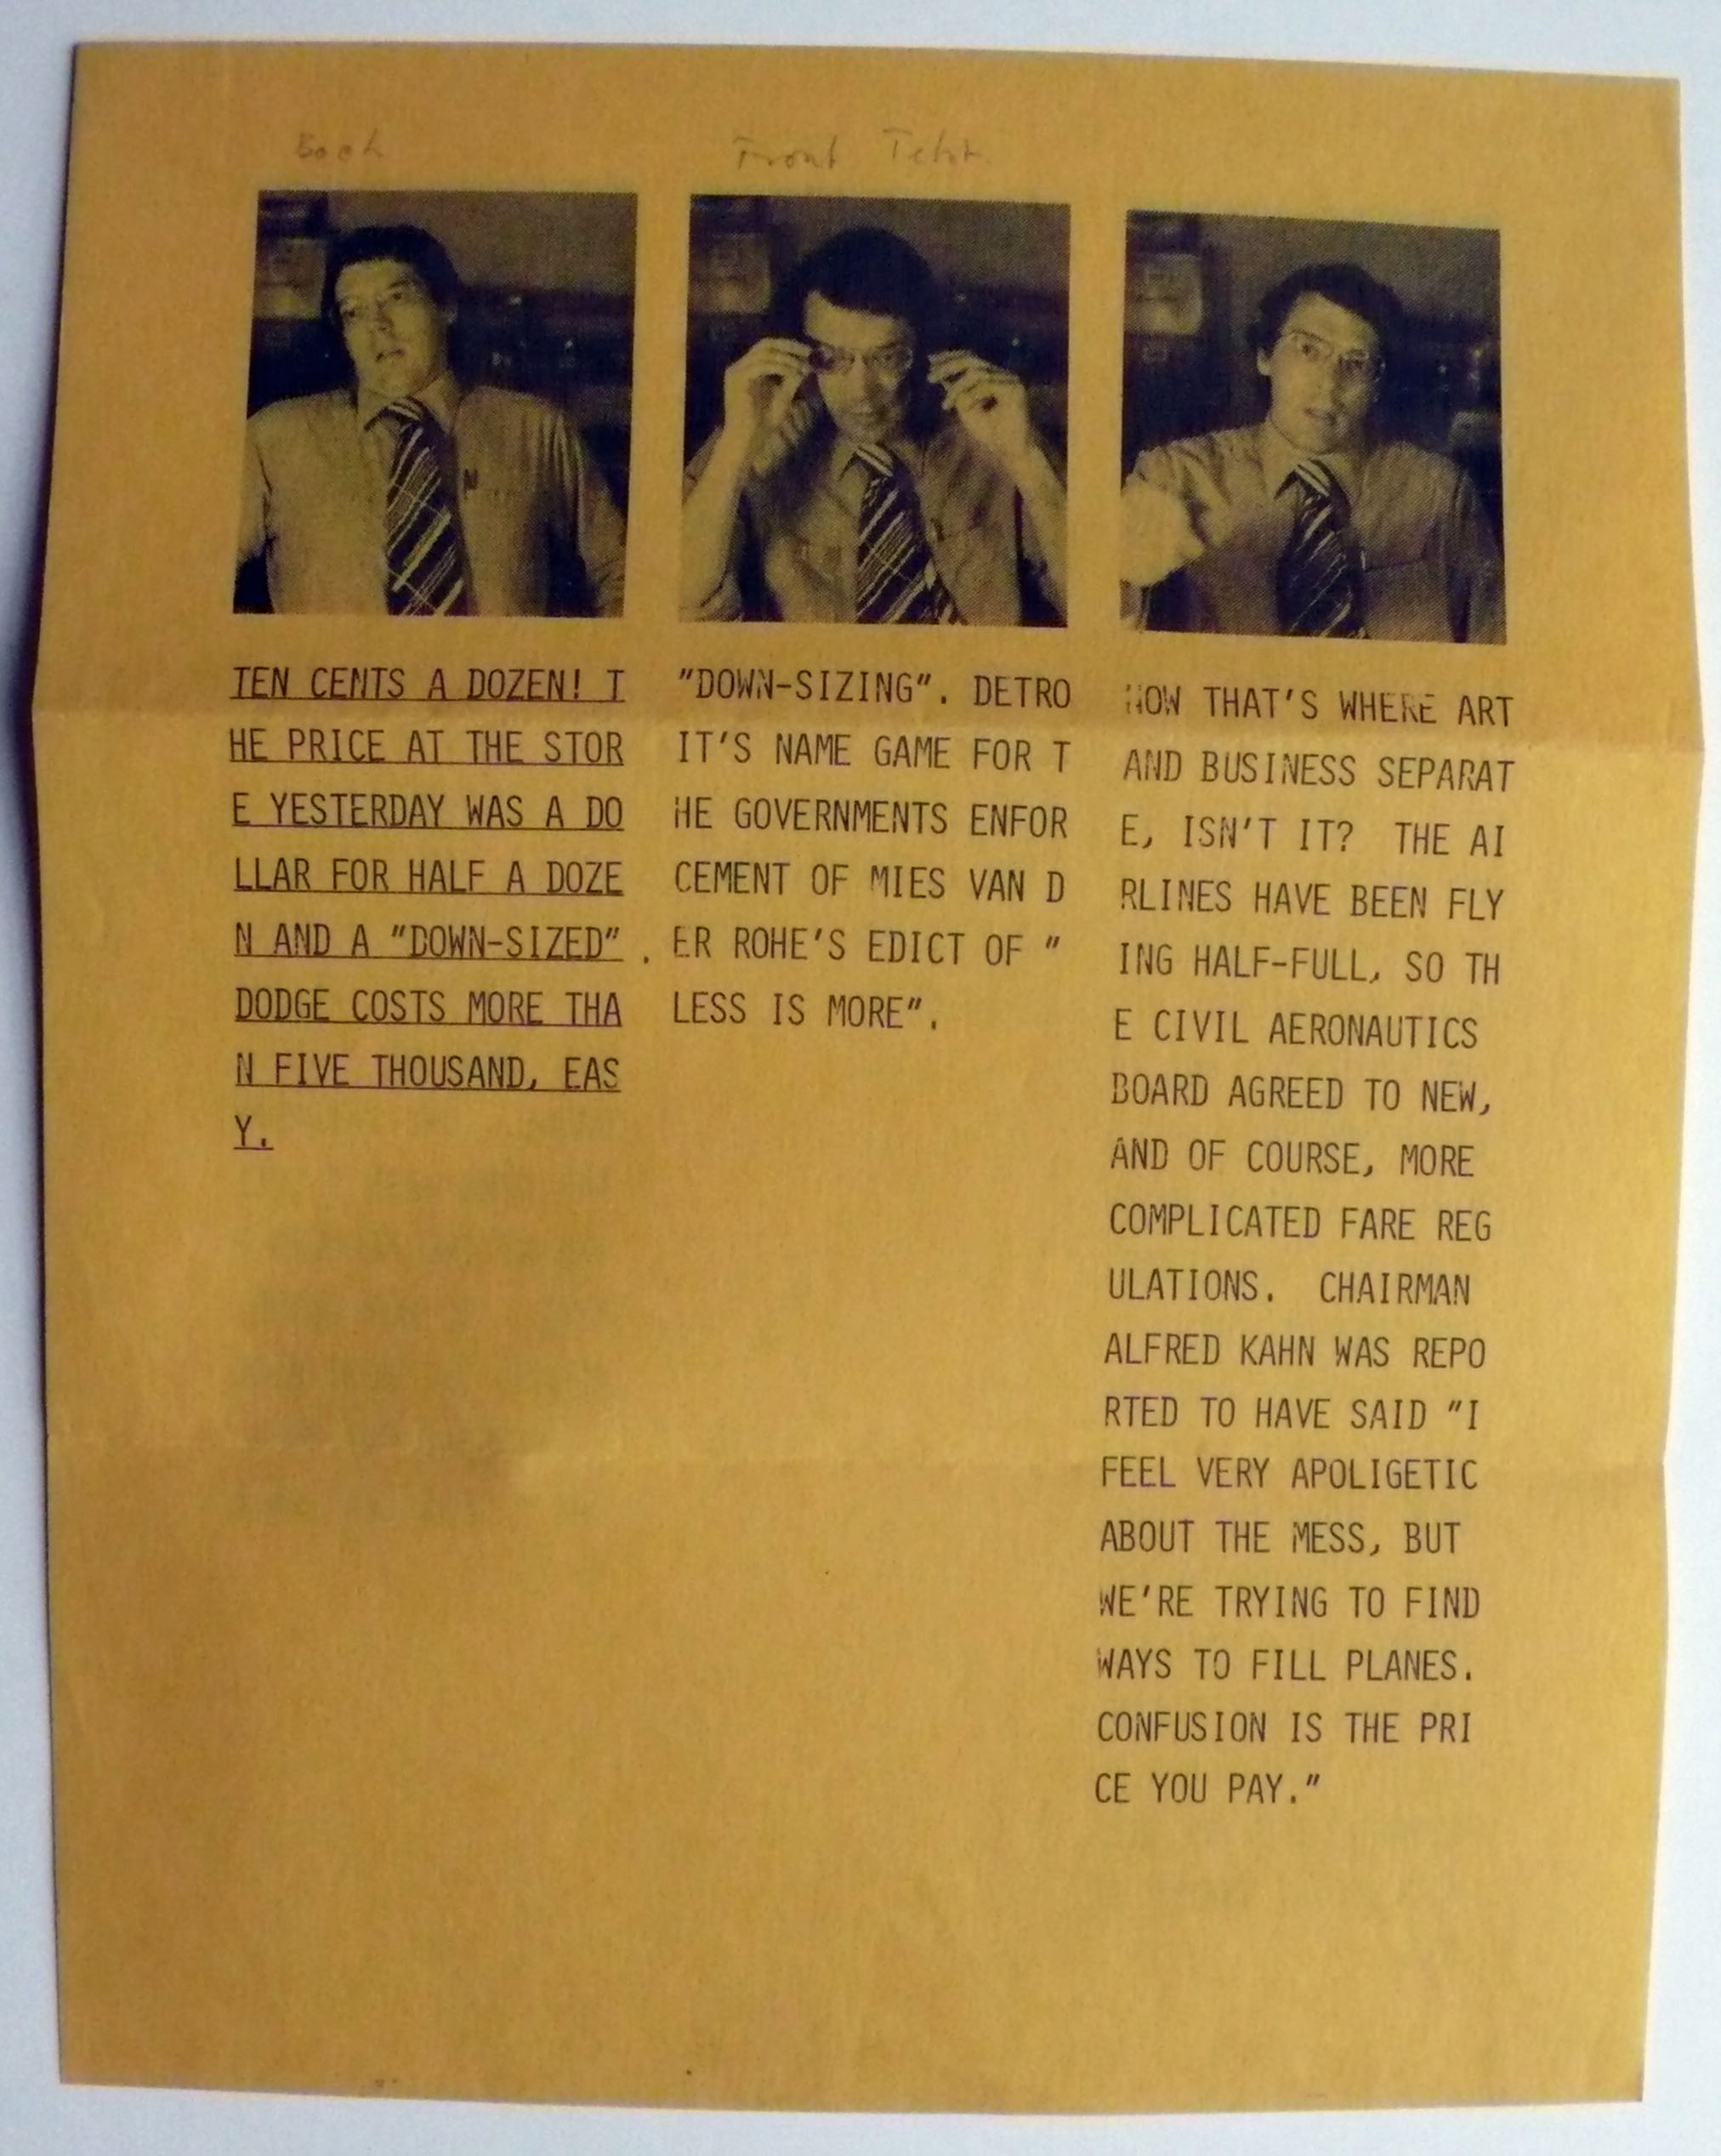 Front
TEN CENTS A DOZEN! T
HE PRICE AT THE STOR
E YESTERDAY WAS A DO
LLAR FOR HALF A DOZE
N AND A "DOWN-SIZED" .
DODGE COSTS MORE THA
N FIVE THOUSAND, EAS
Y.
"DOWN-SIZING". DETRO
IT'S NAME GAME FOR T
HE GOVERNMENTS ENFOR
CEMENT OF MIES VAN D
ER ROHE'S EDICT OF "
LESS IS MORE".
NOW THAT'S WHERE ART
AND BUSINESS SEPARAT
E, ISN'T IT? THE AI
RLINES HAVE BEEN FLY
ING HALF-FULL, SO TH
E CIVIL AERONAUTICS
BOARD AGREED TO NEW,
AND OF COURSE, MORE
COMPLICATED FARE REG
ULATIONS. CHAIRMAN
ALFRED KAHN WAS REPO
RTED TO HAVE SAID "I
FEEL VERY APOLIGETIC
ABOUT THE MESS, BUT
WE'RE TRYING TO FIND
WAYS TO FILL PLANES.
CONFUSION IS THE PRI
CE YOU PAY."